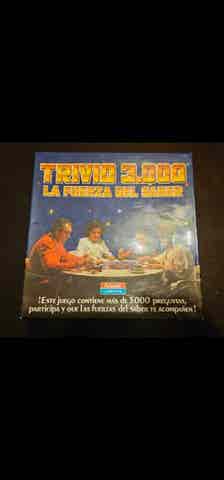 TRIVIO 3.000
LA FUERZA DEL SABER
¡ESTE JUEGO CONTIENE MÁS DE 3000 PREGUNTAS,
PARTICIPA Y QUE LAS FUERZAS DEL SABER TE ACOMPAÑEN!